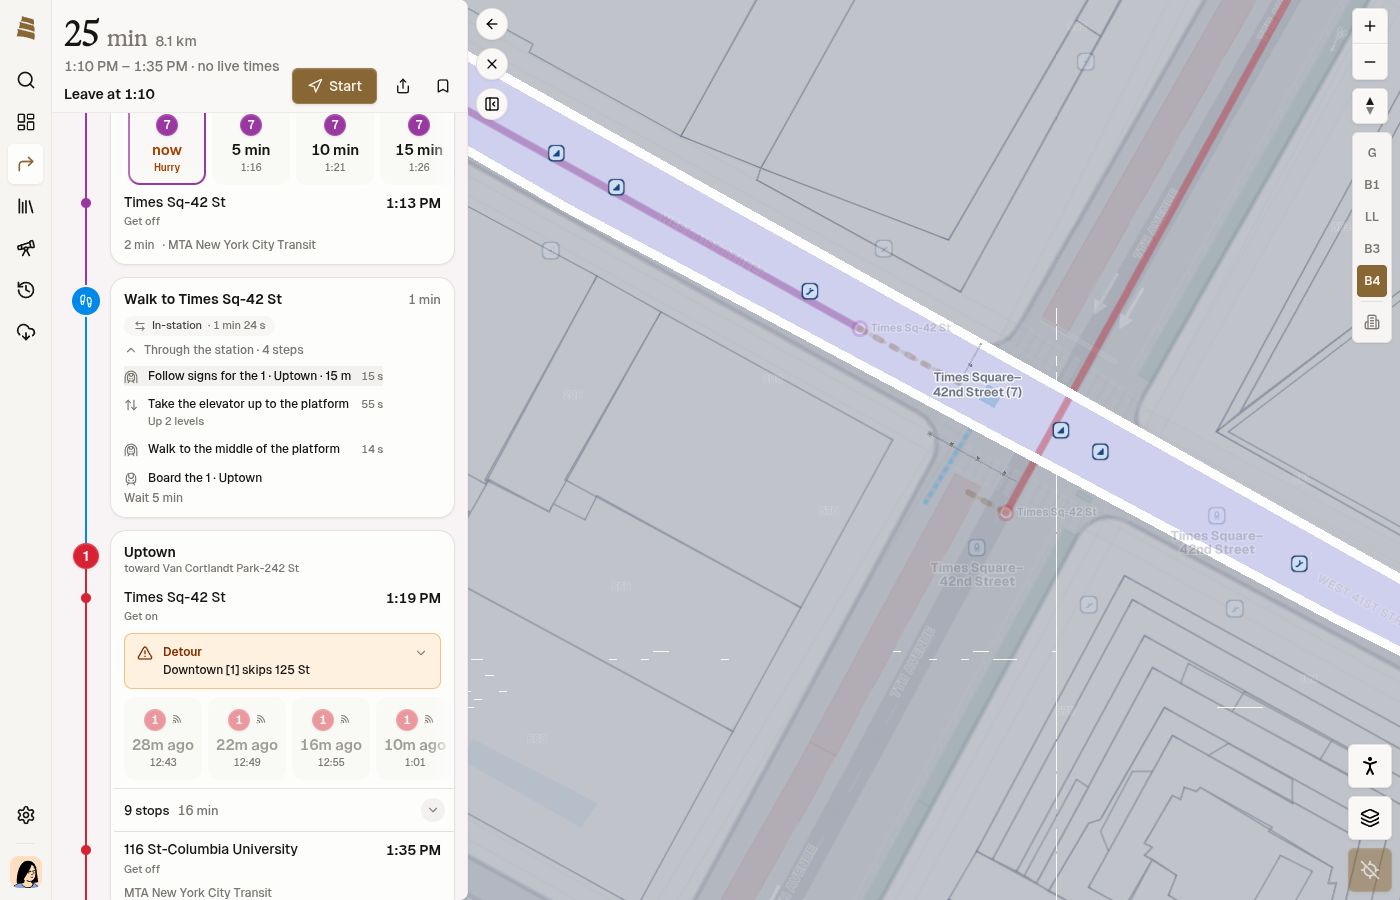 25 min 8.1 km
1:10 PM – 1:35 PM · no live times
Leave at 1:10
Start
7 7 7 7
now 5 min 10 min 15 min
Hurry 1:16 1:21 1:26
Times Sq-42 St 1:13 PM
Get off
2 min · MTA New York City Transit
Walk to Times Sq-42 St 1 min
In-station · 1 min 24 s
Through the station · 4 steps
Follow signs for the 1 · Uptown · 15 m 15 s
Take the elevator up to the platform 55 s
Up 2 levels
Walk to the middle of the platform 14 s
Board the 1 · Uptown
Wait 5 min
1
Uptown
toward Van Cortlandt Park-242 St
Times Sq-42 St 1:19 PM
Get on
Detour
Downtown [1] skips 125 St
1 1 1 1
28m ago 22m ago 16m ago 10m ago
12:43 12:49 12:55 1:01
9 stops 16 min
116 St-Columbia University 1:35 PM
Get off
MTA New York City Transit
Times Sq-42 St
Times Square–
42nd Street (7)
Times Sq-42 St
Times Square–
42nd Street
Times Square–
42nd Street
7TH AVENUE
G
B1
LL
B3
B4